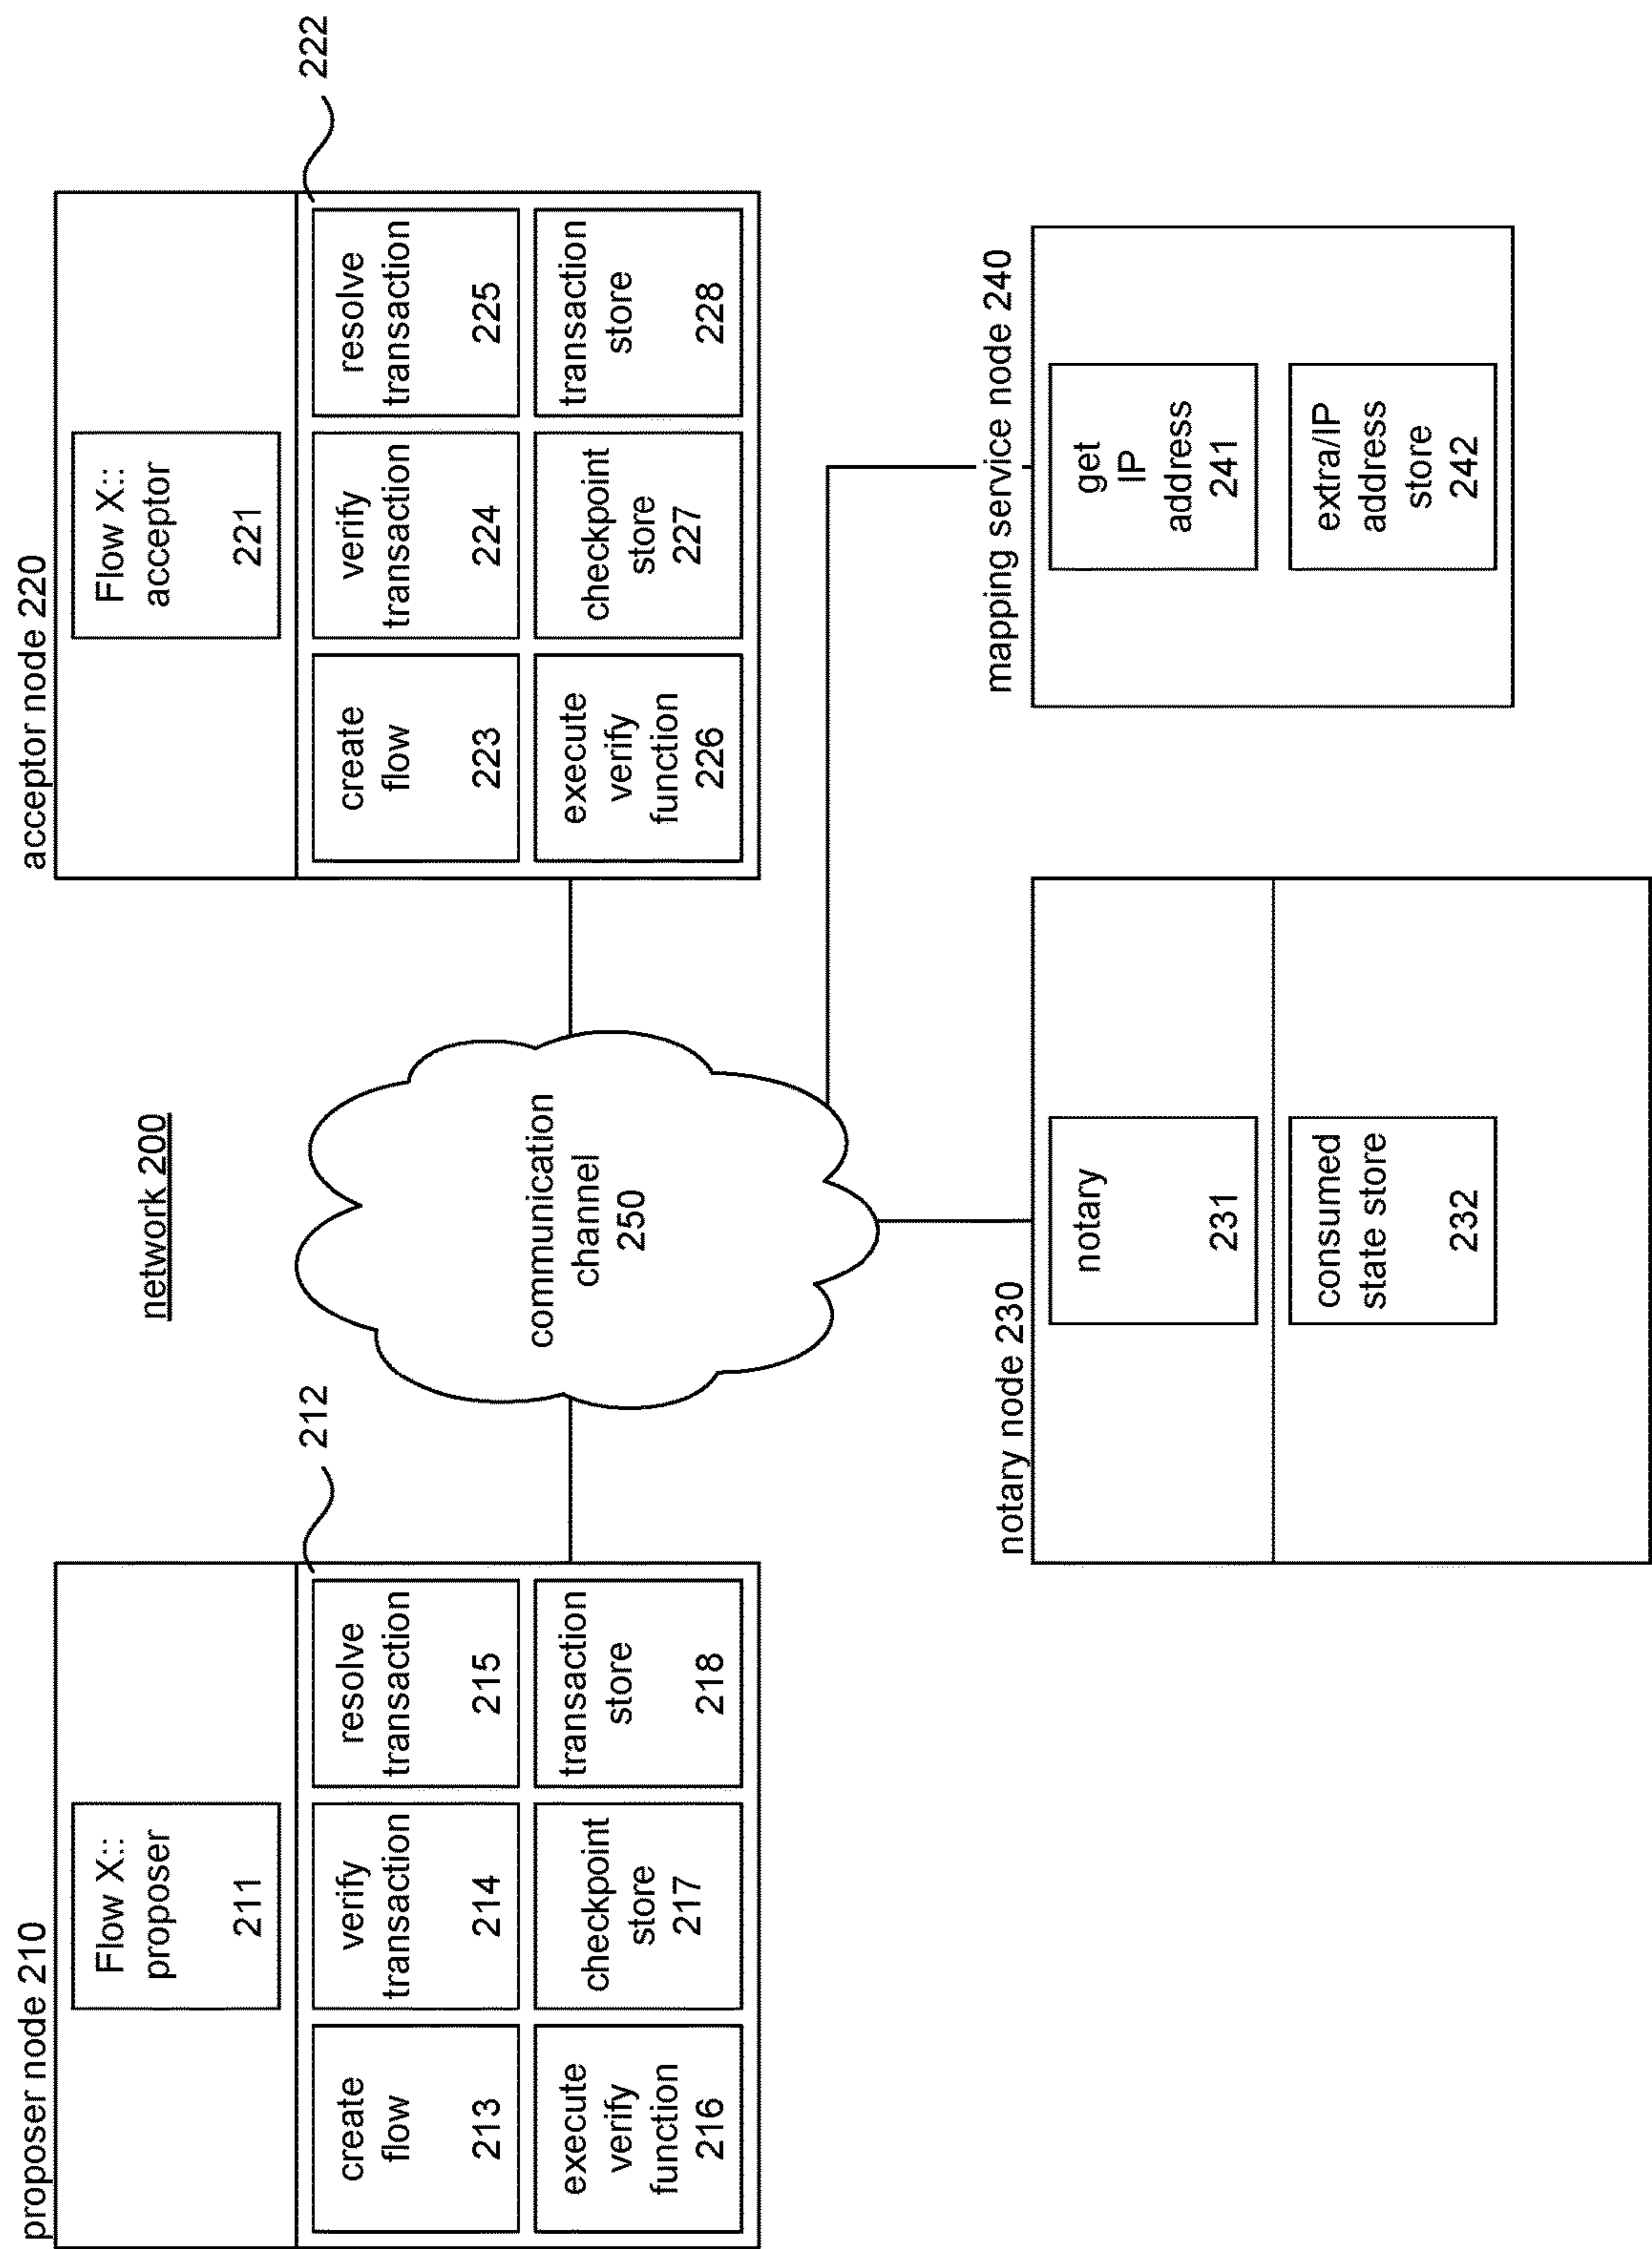 network 200
proposer node 210
Flow X::
proposer
211
212
create
flow
213
verify
transaction
214
resolve
transaction
215
execute
verify
function
216
checkpoint
store
217
transaction
store
218
communication
channel
250
acceptor node 220
Flow X::
acceptor
221
222
create
flow
223
verify
transaction
224
resolve
transaction
225
execute
verify
function
226
checkpoint
store
227
transaction
store
228
notary node 230
notary
231
consumed
state store
232
mapping service node 240
get
IP
address
241
extra/IP
address
store
242